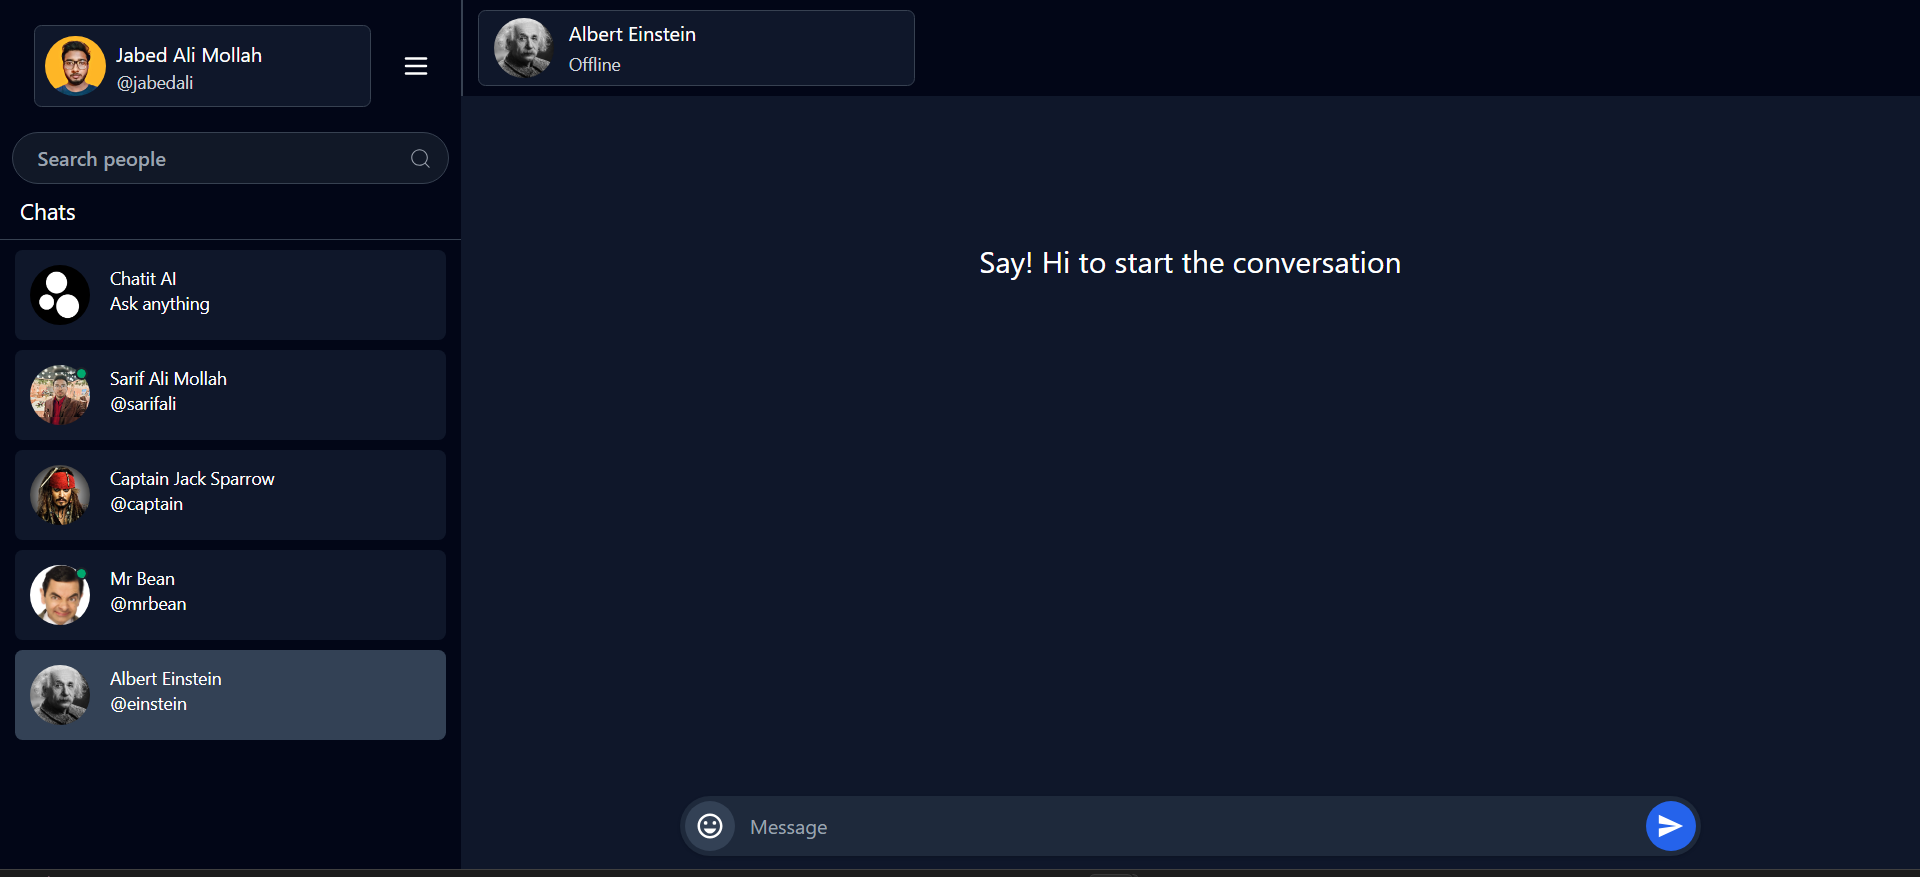 Jabed Ali Mollah
@jabedali
Search people
Chats
Chatit AI
Ask anything
Sarif Ali Mollah
@sarifali
Captain Jack Sparrow
@captain
Mr Bean
@mrbean
Albert Einstein
@einstein
Albert Einstein
Offline
Say! Hi to start the conversation
Message